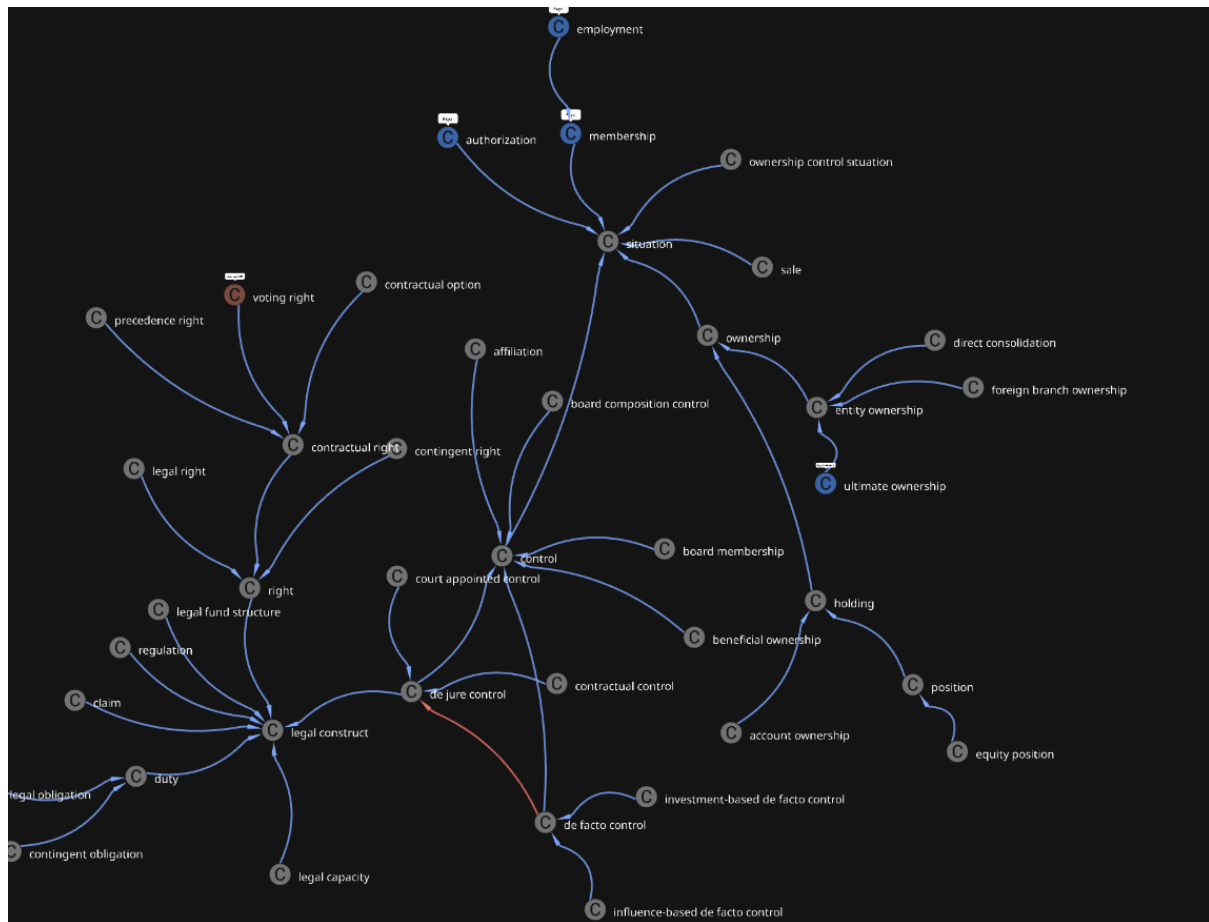 employment
authorization
membership
ownership control situation
situation
sale
contractual option
voting right
precedence right
ownership
direct consolidation
affiliation
foreign branch ownership
board composition control
entity ownership
contractual right
contingent right
legal right
ultimate ownership
board membership
control
court appointed control
right
holding
legal fund structure
beneficial ownership
regulation
contractual control
position
de jure control
claim
legal construct
account ownership
equity position
duty
legal obligation
investment-based de facto control
de facto control
contingent obligation
legal capacity
influence-based de facto control